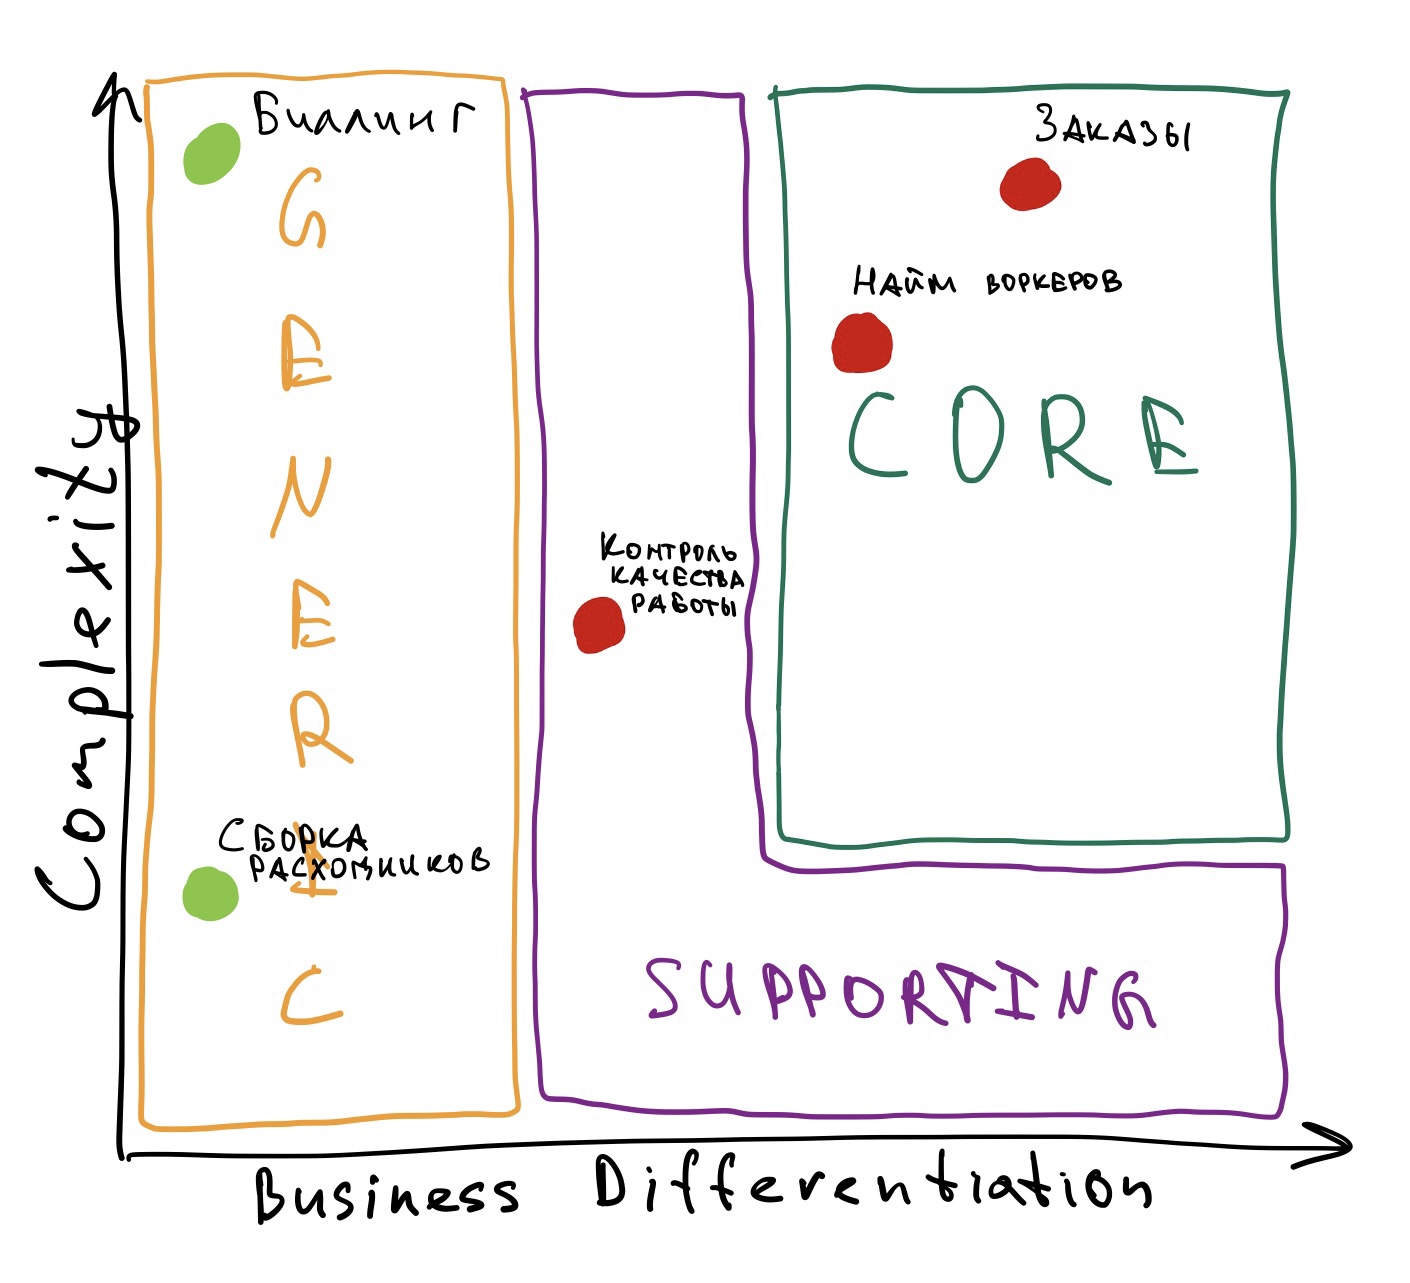 Complexity
Биллинг
GENERIC
Сборка
расходников
Контроль
качества
работы
SUPPORTING
Заказы
Найм воркеров
CORE
Business Differentiation